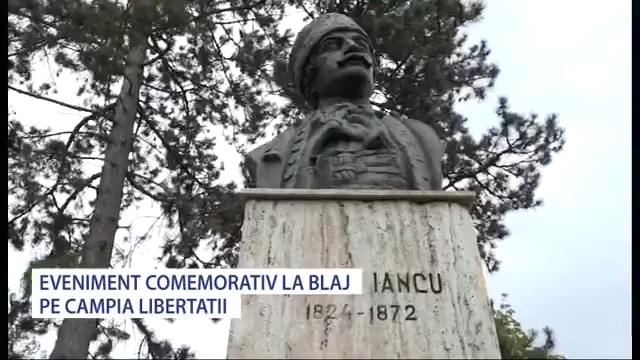 IANCU
1824-1872
EVENIMENT COMEMORATIV LA BLAJ
PE CAMPIA LIBERTATII